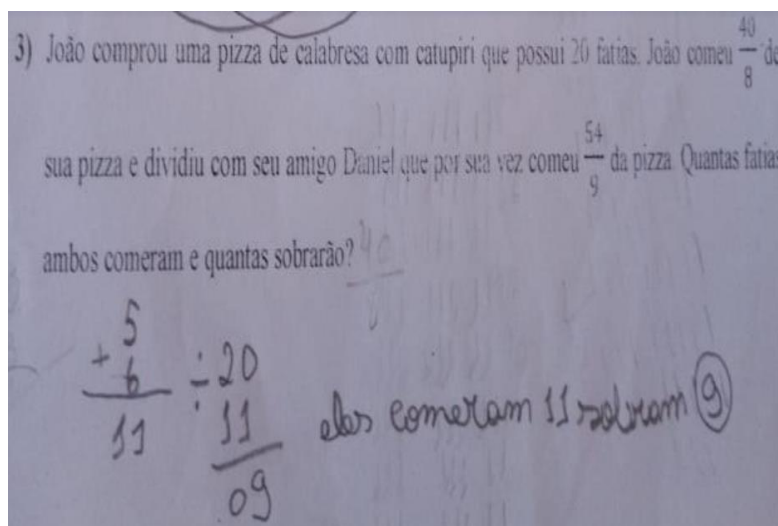 3) João comprou uma pizza de calabresa com catupiri que possui 20 fatias. João comeu 40/8 de
sua pizza e dividiu com seu amigo Daniel que por sua vez comeu 54/9 da pizza. Quantas fatias
ambos comeram e quantas sobrarão?
5
+ 6 ÷ 20
11 11 eles comeram 11 sobram 9
09